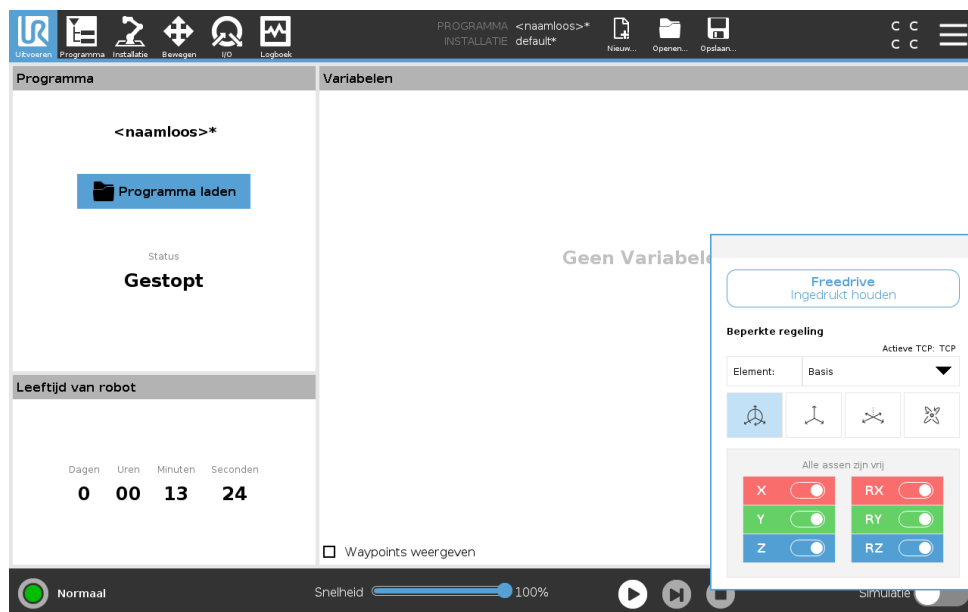 UR
Uitvoeren Programma Installatie Bewegen I/O Logboek
PROGRAMMA <naamloos>*
INSTALLATIE default*
Nieuw... Openen... Opslaan...
C C
C C
Programma
<naamloos>*
Programma laden
Status
Gestopt
Leeftijd van robot
Dagen Uren Minuten Seconden
0 00 13 24
Variabelen
Geen Variabele
Waypoints weergeven
Freedrive
Ingedrukt houden
Beperkte regeling
Actieve TCP: TCP
Element: Basis
Alle assen zijn vrij
X RX
Y RY
Z RZ
Normaal
Snelheid 100%
Simulatie